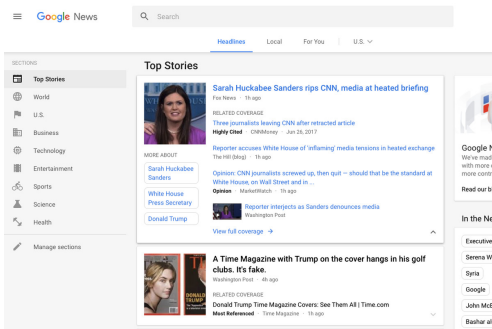 Google News
Search
Headlines
Local
For You
U.S.
SECTIONS
Top Stories
World
U.S.
Business
Technology
Entertainment
Sports
Science
Health
Manage sections
Top Stories
Sarah Huckabee Sanders rips CNN, media at heated briefing
Fox News · 1h ago
RELATED COVERAGE
Three journalists leaving CNN after retracted article
Highly Cited · CNNMoney · Jun 26, 2017
Reporter accuses White House of 'inflaming' media tensions in heated exchange
The Hill (blog) · 1h ago
Opinion: CNN journalists screwed up, then quit – should be the standard at
White House, on Wall Street and in ...
Opinion · MarketWatch · 1h ago
Reporter interjects as Sanders denounces media
Washington Post
View full coverage
MORE ABOUT
Sarah Huckabee
Sanders
White House
Press Secretary
Donald Trump
A Time Magazine with Trump on the cover hangs in his golf
clubs. It's fake.
Washington Post · 4h ago
RELATED COVERAGE
Donald Trump Time Magazine Covers: See Them All | Time.com
Most Referenced · Time Magazine · 1h ago
DONALD
TRUMP
Google N
We've mad
with more
more contr
Read our b
In the Ne
Executive
Serena W
Syria
Google
John McE
Bashar al